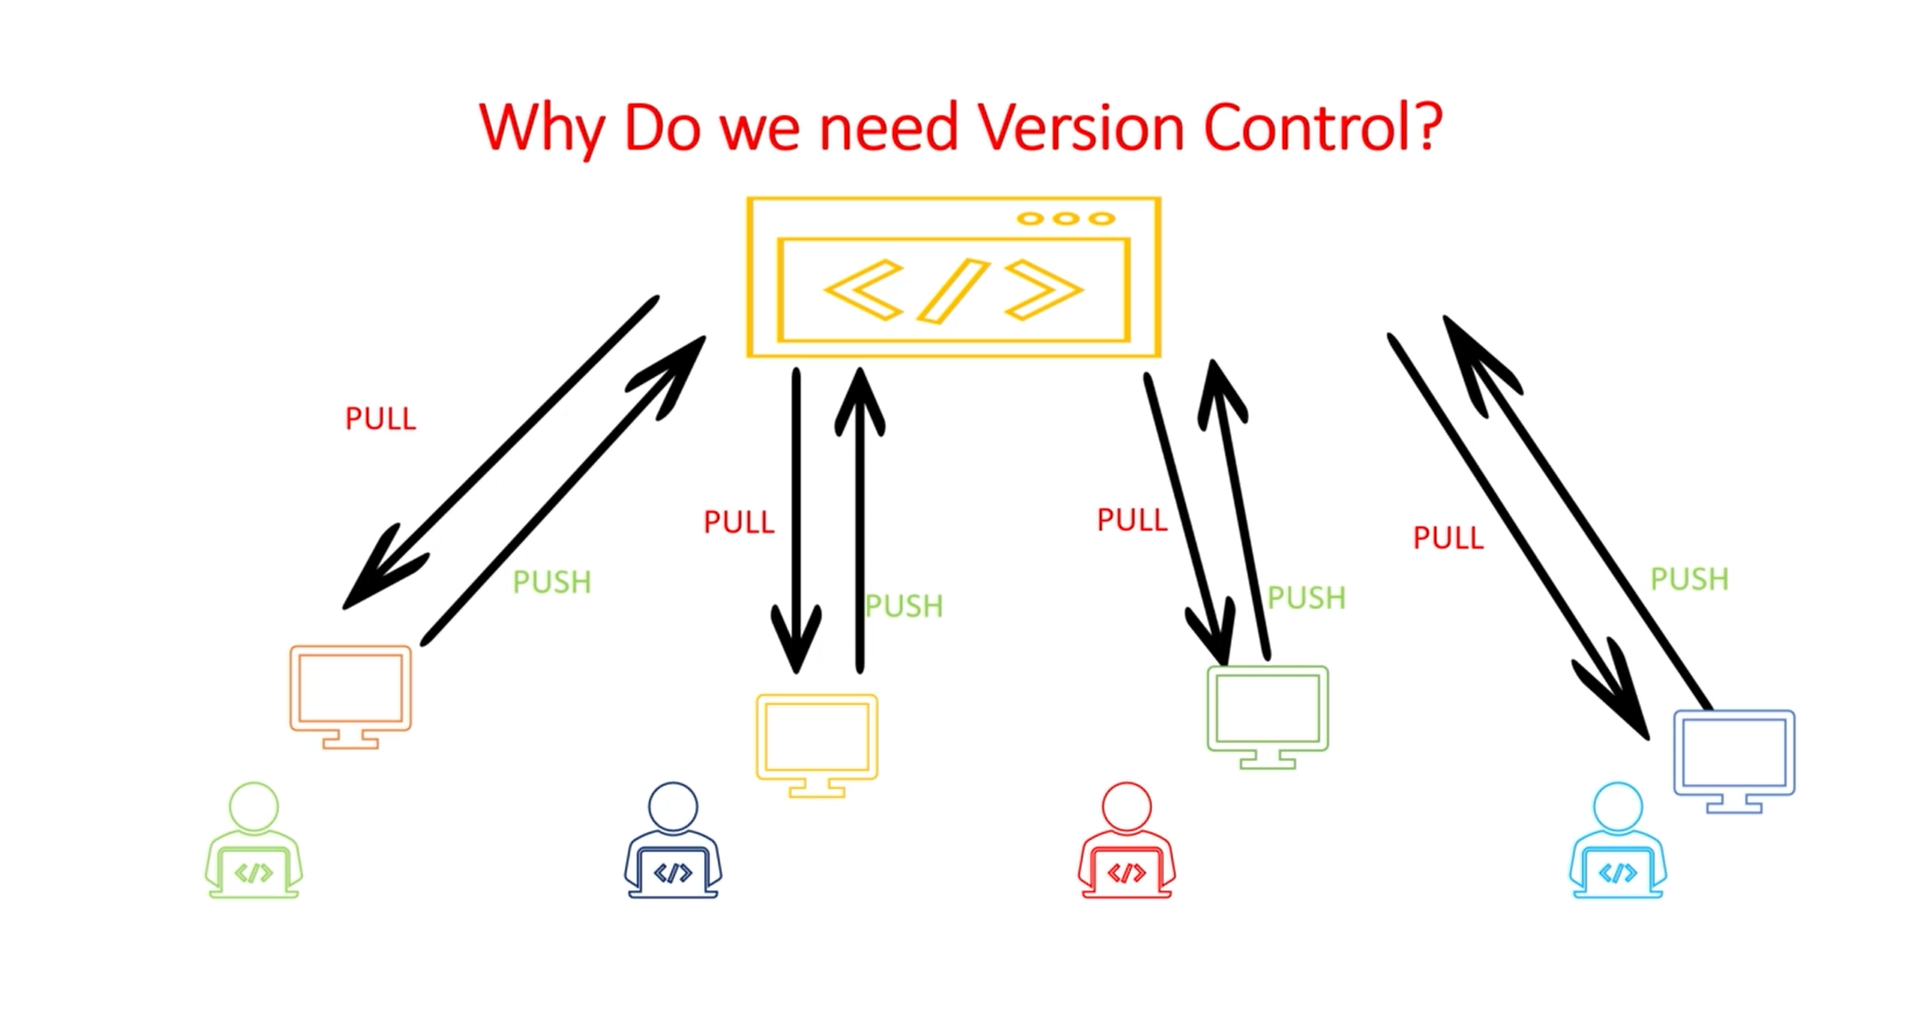 Why Do we need Version Control?
</>
PULL
PUSH
PULL
PUSH
PULL
PUSH
PULL
PUSH
</>
</>
</>
</>